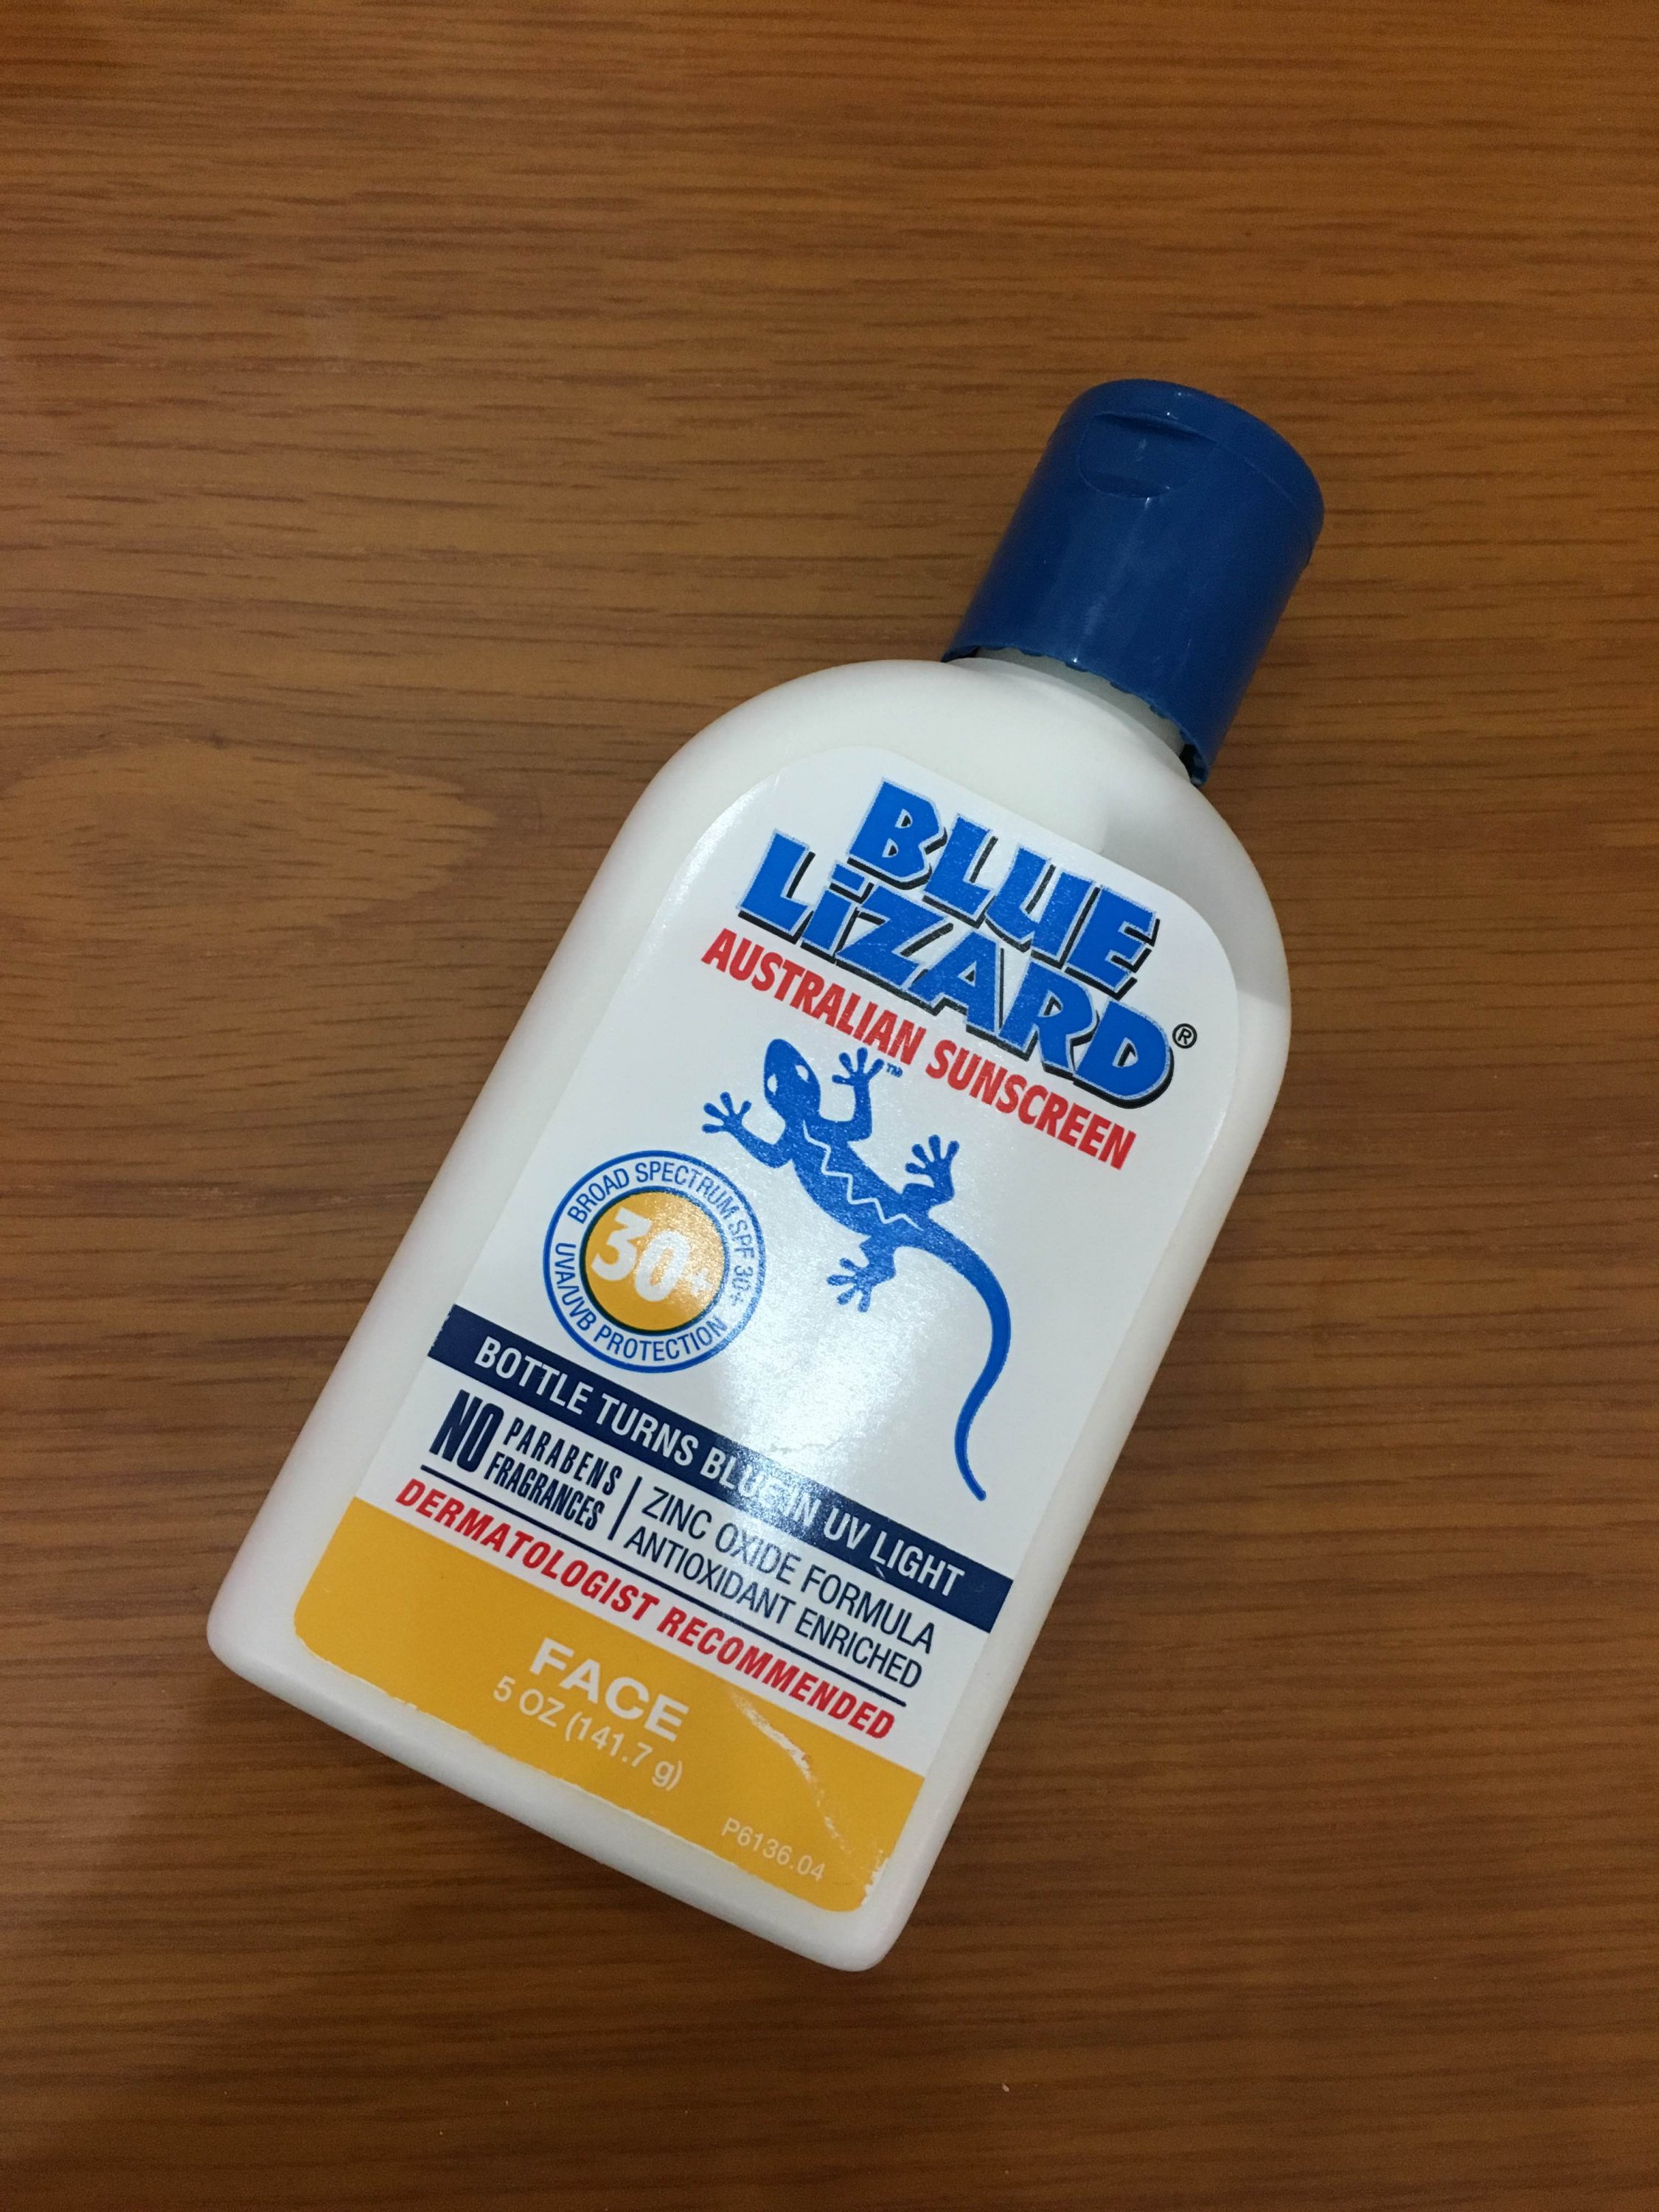 BLUE
LiZARD®
AUSTRALIAN SUNSCREEN
™
BROAD SPECTRUM SPF 30+
30+
UVA/UVB PROTECTION
BOTTLE TURNS BLUE IN UV LIGHT
NO PARABENS
FRAGRANCES
ZINC OXIDE FORMULA
ANTIOXIDANT ENRICHED
DERMATOLOGIST RECOMMENDED
FACE
5 OZ (141.7 g)
P6136.04